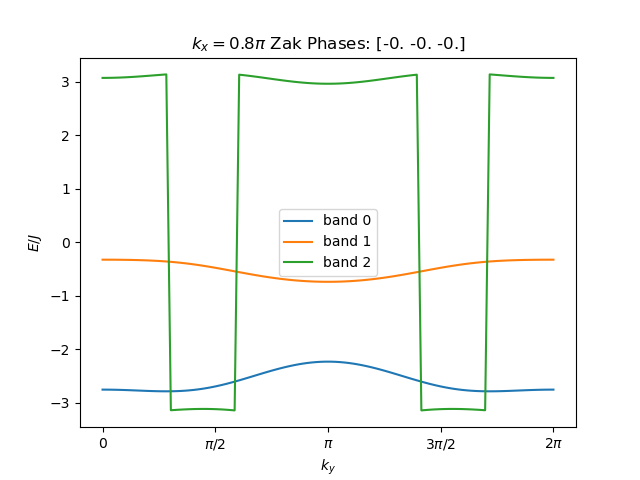 kₓ = 0.8π Zak Phases: [-0. -0. -0.]
3
2
1
0
−1
−2
−3
E/J
band 0
band 1
band 2
0
π/2
π
3π/2
2π
k_y